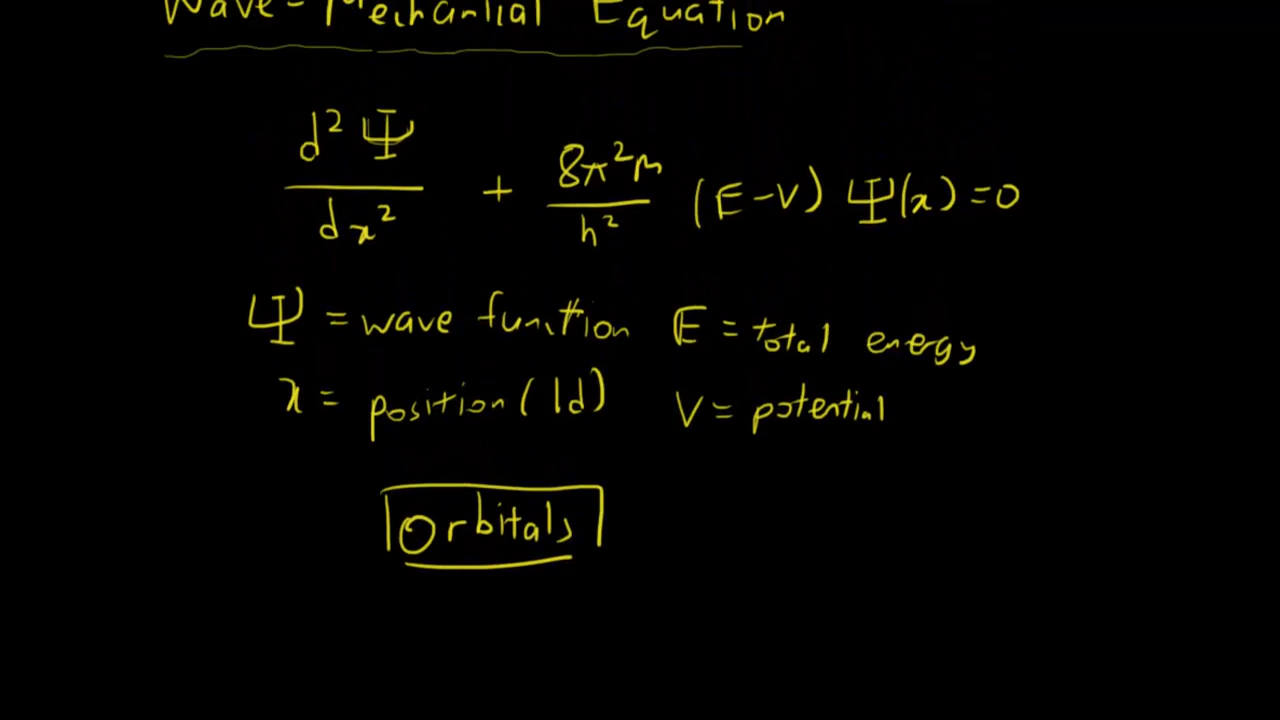 Wave-Mechanical Equation
d²Ψ/dx² + 8π²m/h² (E-V) Ψ(x)=0
Ψ = wave function E = total energy
x = position (1d) V = potential
Orbitals